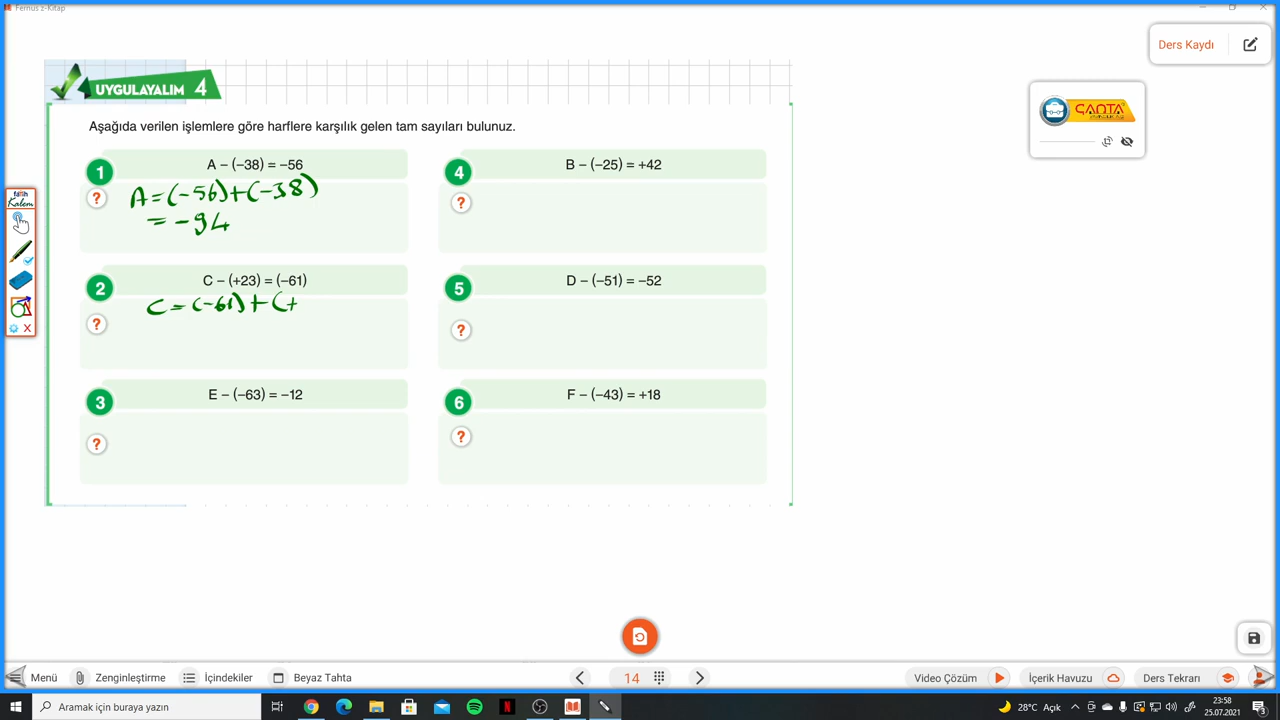 Fernus z-Kitap
Ders Kaydı
UYGULAYALIM 4
ÇANTA
Aşağıda verilen işlemlere göre harflere karşılık gelen tam sayıları bulunuz.
1
A – (–38) = –56
?
A = (-56)+(-38)
= -94
4
B – (–25) = +42
?
fatih
Kalem
2
C – (+23) = (–61)
?
C = (-61) + (+
5
D – (–51) = –52
?
3
E – (–63) = –12
?
6
F – (–43) = +18
?
Menü
Zenginleştirme
İçindekiler
Beyaz Tahta
14
Video Çözüm
İçerik Havuzu
Ders Tekrarı
Aramak için buraya yazın
28°C Açık
23:58
25.07.2021